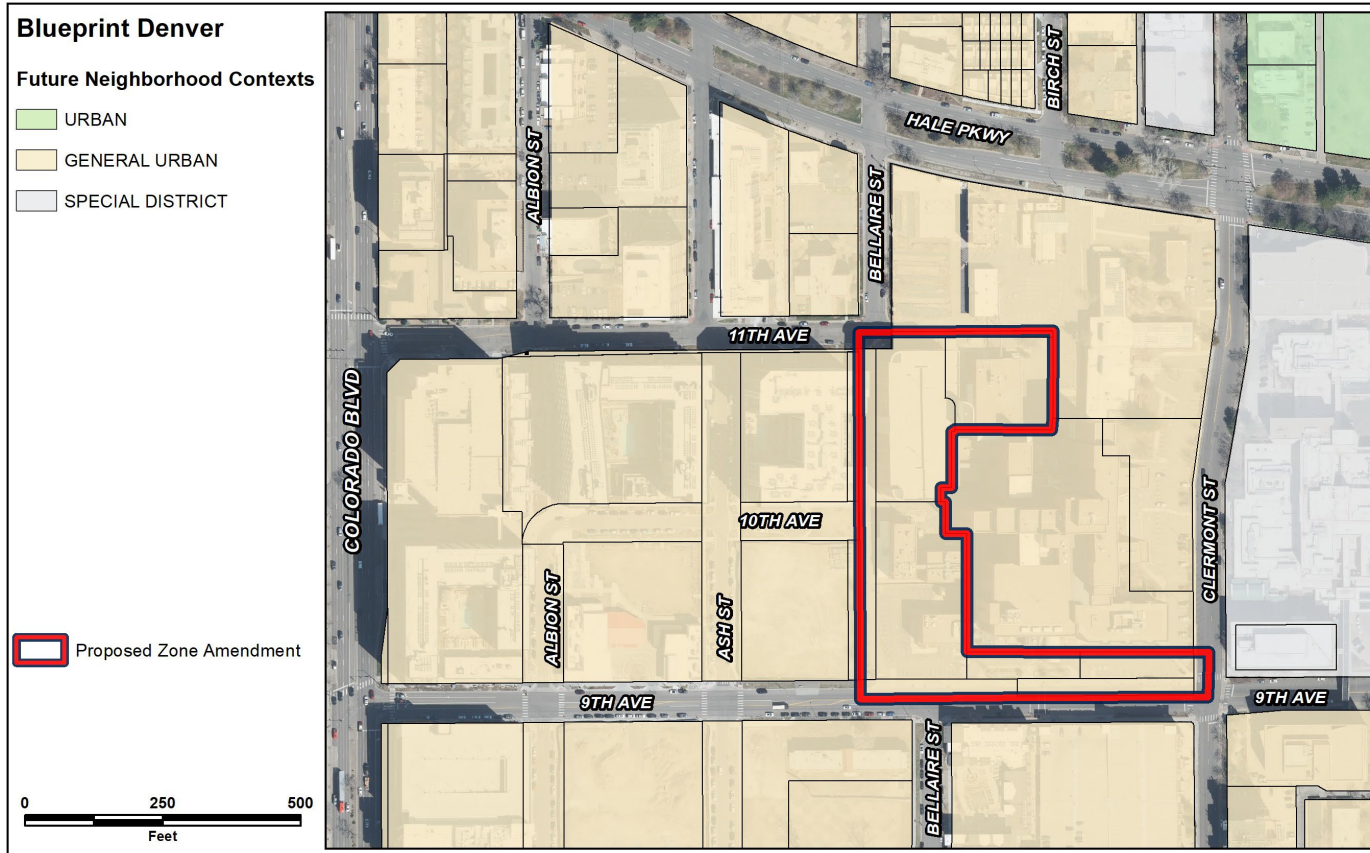 Blueprint Denver
Future Neighborhood Contexts
URBAN
GENERAL URBAN
SPECIAL DISTRICT
Proposed Zone Amendment
0 250 500
Feet
BIRCH ST
HALE PKWY
ALBION ST
BELLAIRE ST
11TH AVE
COLORADO BLVD
10TH AVE
CLERMONT ST
ALBION ST
ASH ST
9TH AVE
9TH AVE
BELLAIRE ST